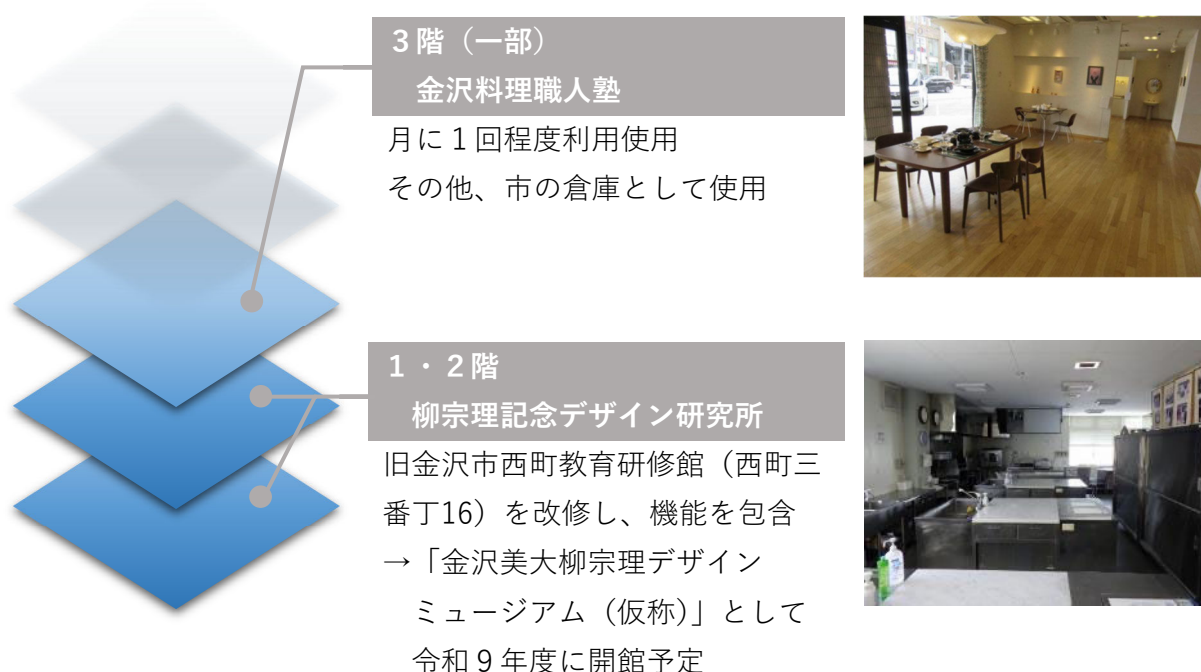 ３階（一部）
金沢料理職人塾
月に１回程度利用使用
その他、市の倉庫として使用
１・２階
柳宗理記念デザイン研究所
旧金沢市西町教育研修館（西町三
番丁16）を改修し、機能を包含
→「金沢美大柳宗理デザイン
ミュージアム（仮称）」として
令和９年度に開館予定